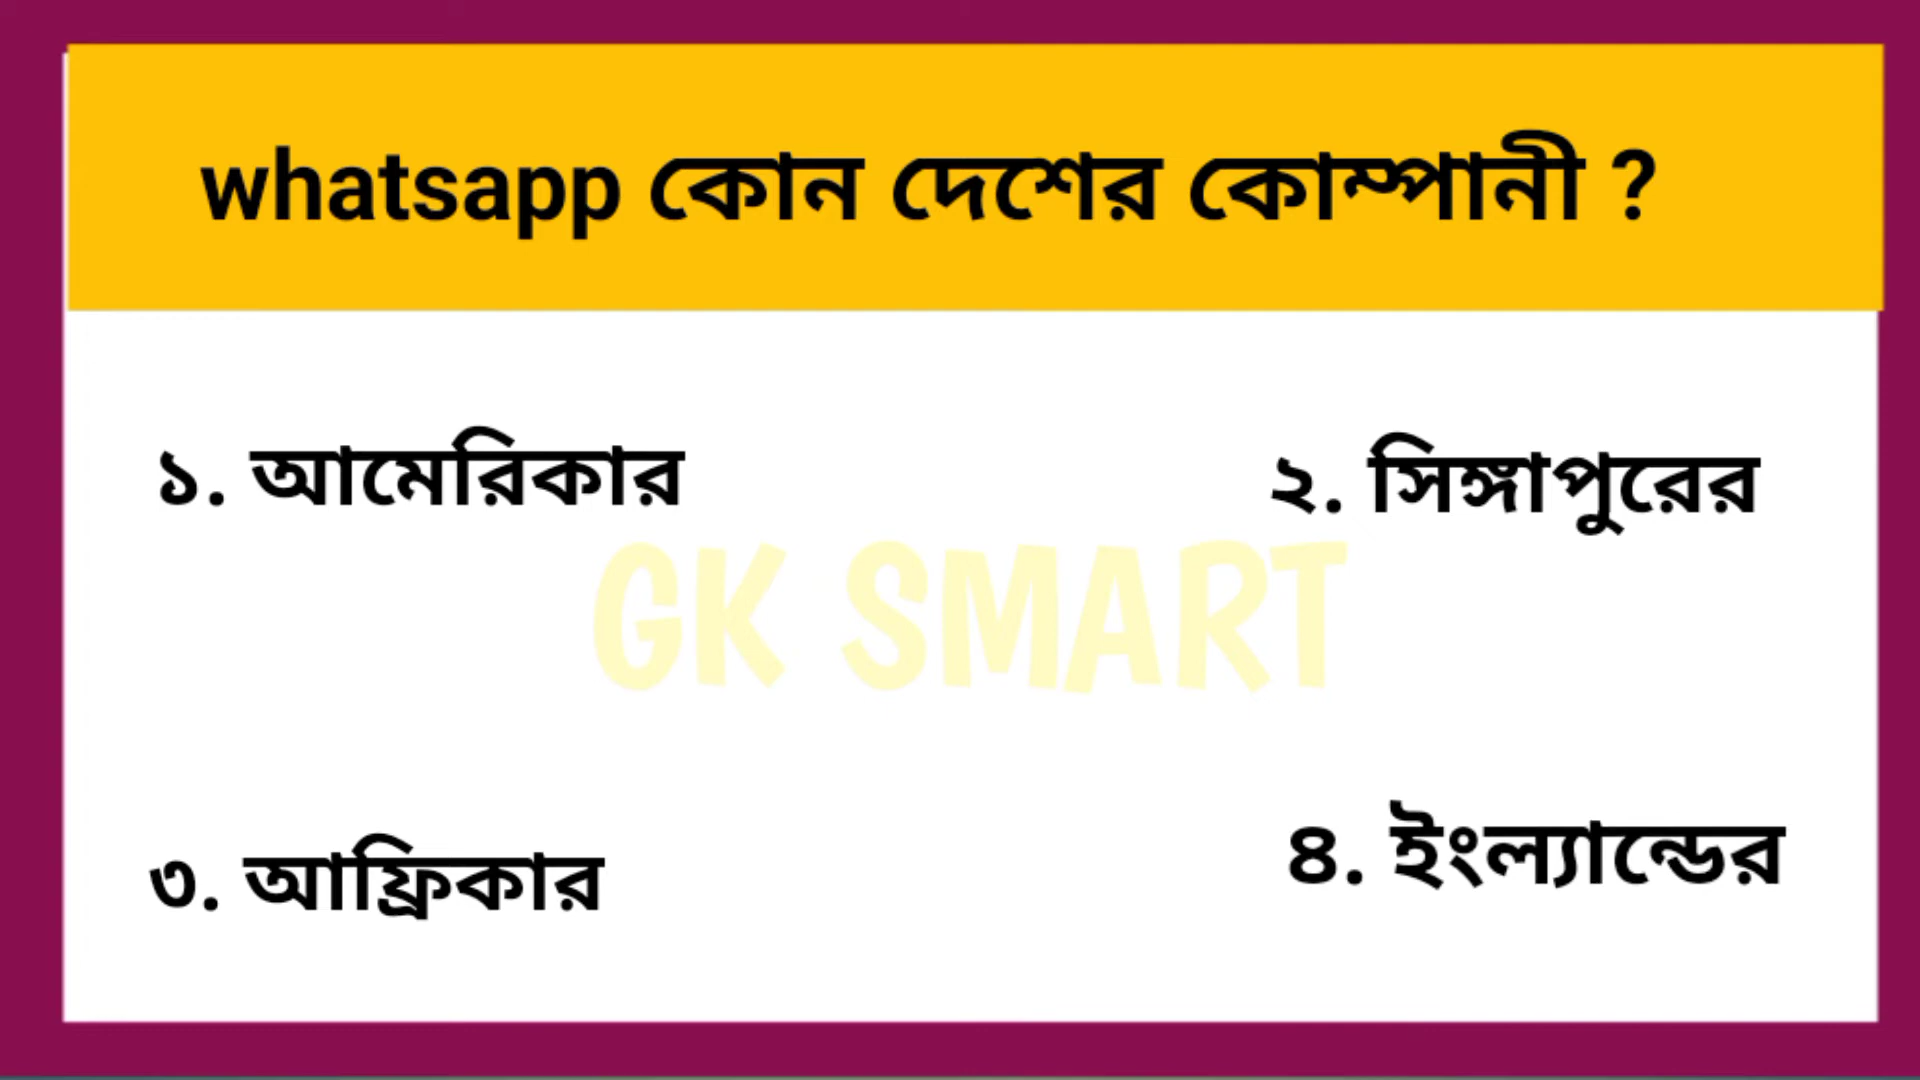 whatsapp কোন দেশের কোম্পানী ?
১. আমেরিকার
২. সিঙ্গাপুরের
GK SMART
৩. আফ্রিকার
৪. ইংল্যান্ডের